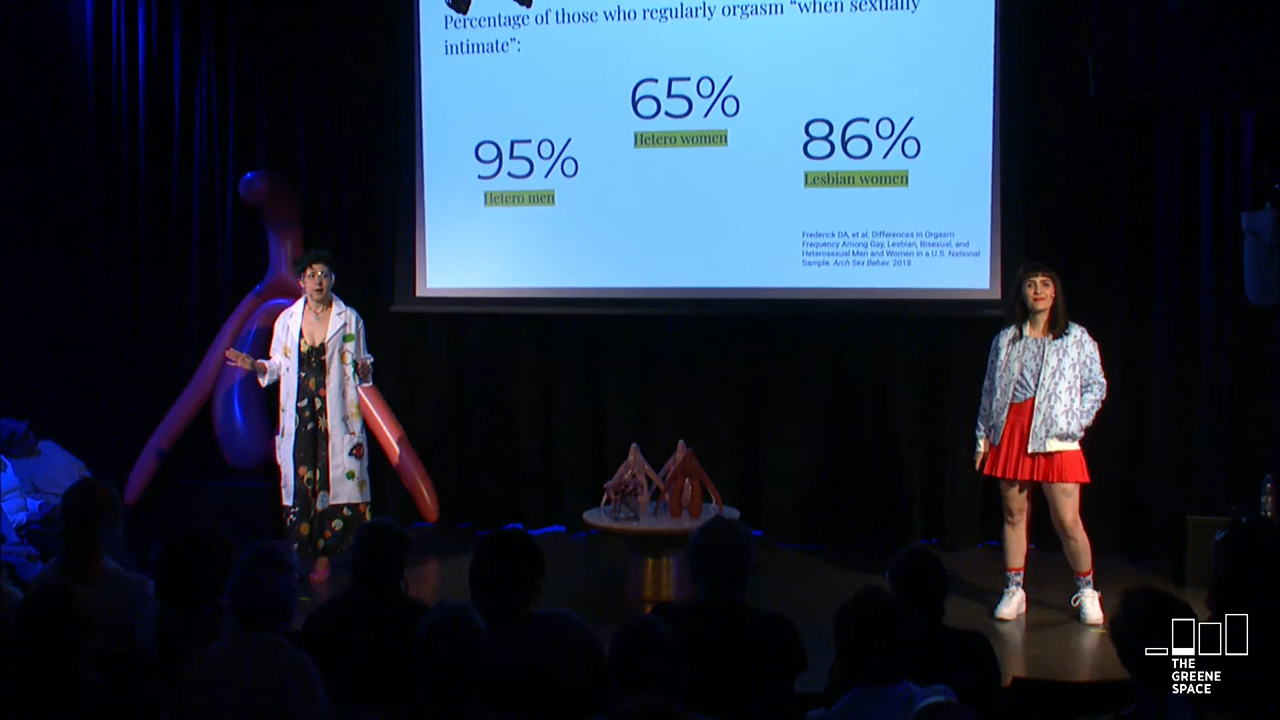 Percentage of those who regularly orgasm “when sexually
intimate”:
65%
Hetero women
95%
Hetero men
86%
Lesbian women
Frederick DA, et al. Differences in Orgasm
Frequency Among Gay, Lesbian, Bisexual, and
Heterosexual Men and Women in a U.S. National
Sample. Arch Sex Behav. 2018
THE
GREENE
SPACE